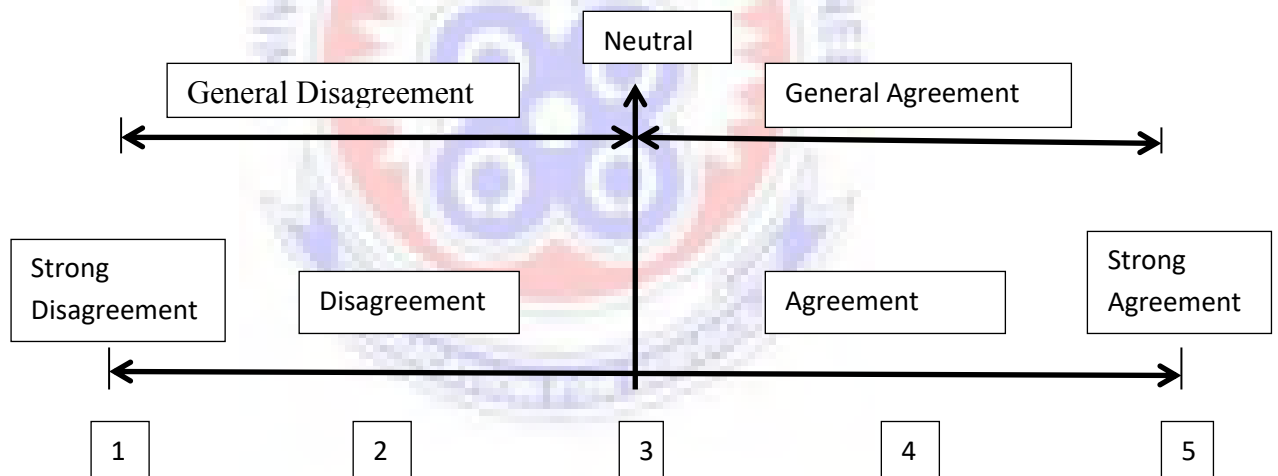 Neutral
General Disagreement
General Agreement
Strong
Disagreement
Disagreement
Agreement
Strong
Agreement
1
2
3
4
5